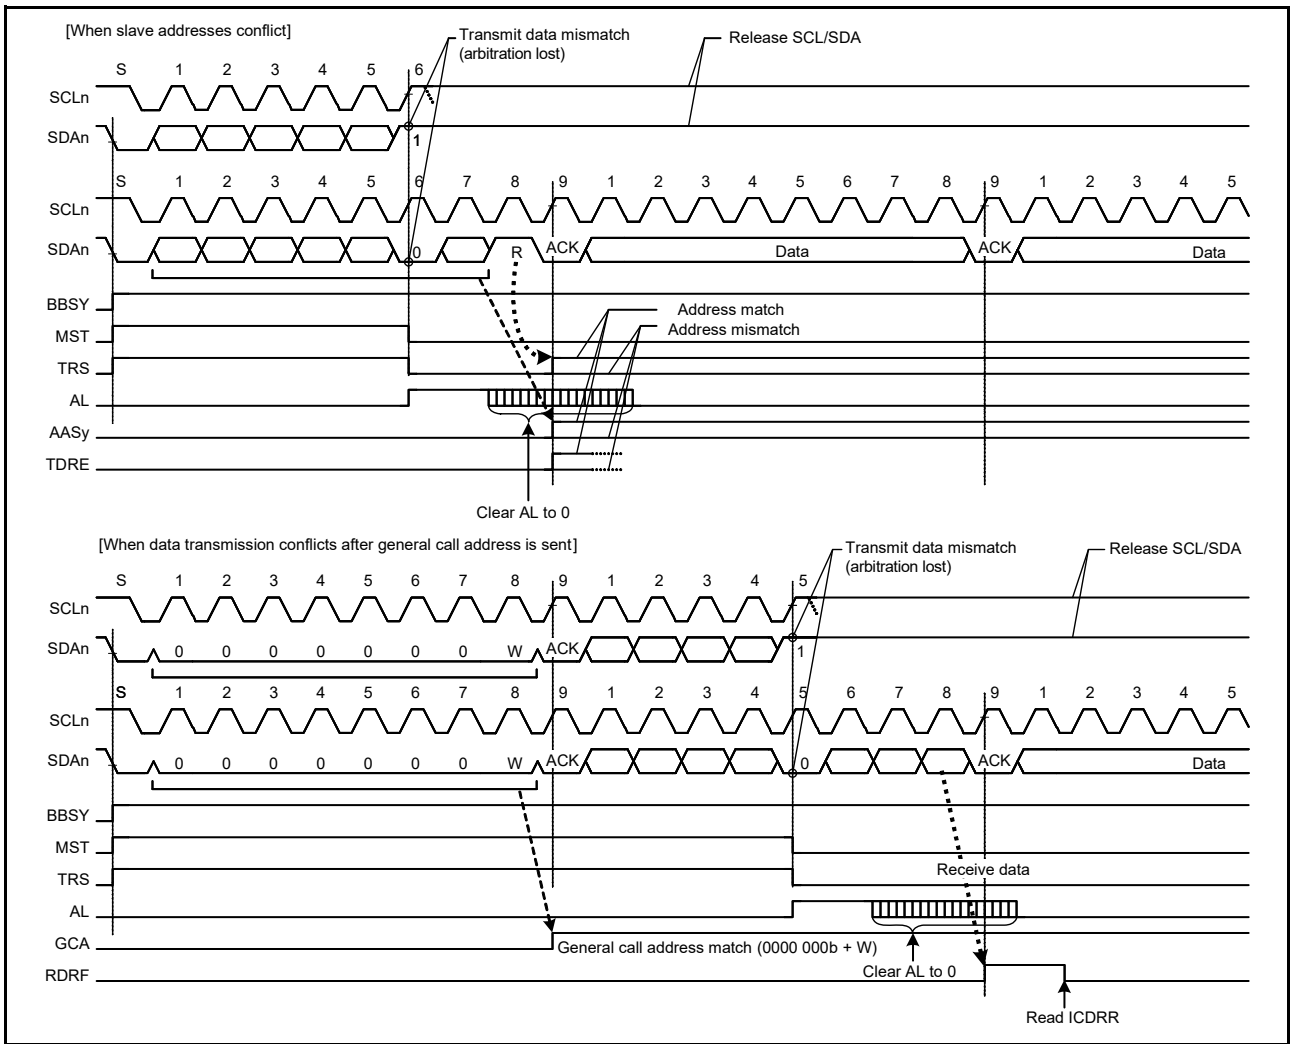 [When slave addresses conflict]
Transmit data mismatch
(arbitration lost)
Release SCL/SDA
S 1 2 3 4 5 6
SCLn
SDAn 1
S 1 2 3 4 5 6 7 8 9 1 2 3 4 5 6 7 8 9 1 2 3 4 5
SCLn
SDAn 0 R ACK Data ACK Data
BBSY
Address match
MST
Address mismatch
TRS
AL
AASy
TDRE
Clear AL to 0
[When data transmission conflicts after general call address is sent]
Transmit data mismatch
(arbitration lost)
Release SCL/SDA
S 1 2 3 4 5 6 7 8 9 1 2 3 4 5
SCLn
SDAn 0 0 0 0 0 0 0 W ACK 1
S 1 2 3 4 5 6 7 8 9 1 2 3 4 5 6 7 8 9 1 2 3 4 5
SCLn
SDAn 0 0 0 0 0 0 0 W ACK 0 ACK Data
BBSY
MST
TRS
Receive data
AL
GCA
General call address match (0000 000b + W)
Clear AL to 0
RDRF
Read ICDRR